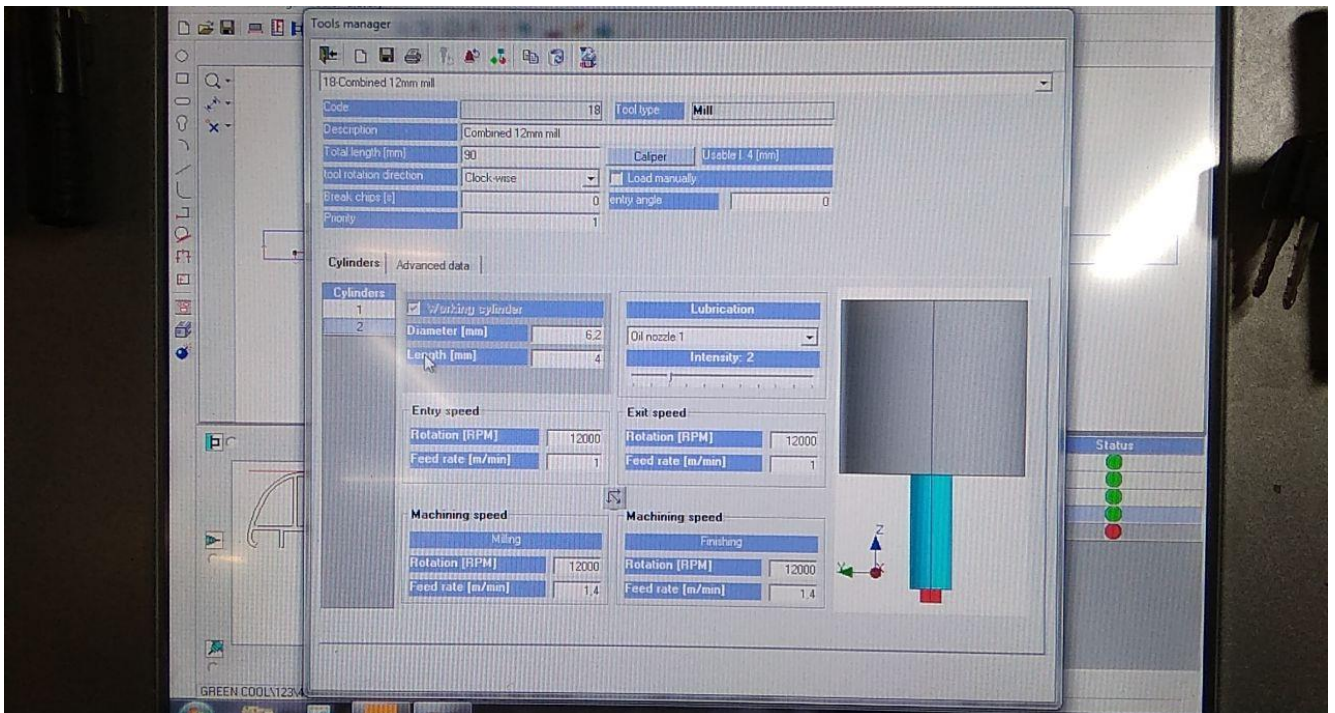 Tools manager
18-Combined 12mm mill
Code 18 Tool type Mill
Description Combined 12mm mill
Total length [mm] 90 Caliper Useble l. 4 [mm]
tool rotation direction Clock-wise Load manually
Break chips [s] 0 entry angle 0
Priority 1
Cylinders Advanced data
Cylinders
1
2
Working cylinder
Diameter [mm] 6,2
Length [mm] 4
Lubrication
Oil nozzle 1
Intensity: 2
Entry speed
Rotation [RPM] 12000
Feed rate [m/min] 1
Exit speed
Rotation [RPM] 12000
Feed rate [m/min] 1
Machining speed
Milling
Rotation [RPM] 12000
Feed rate [m/min] 1,4
Machining speed
Finishing
Rotation [RPM] 12000
Feed rate [m/min] 1,4
Z
Y
X
Status
GREEN COOL\123\